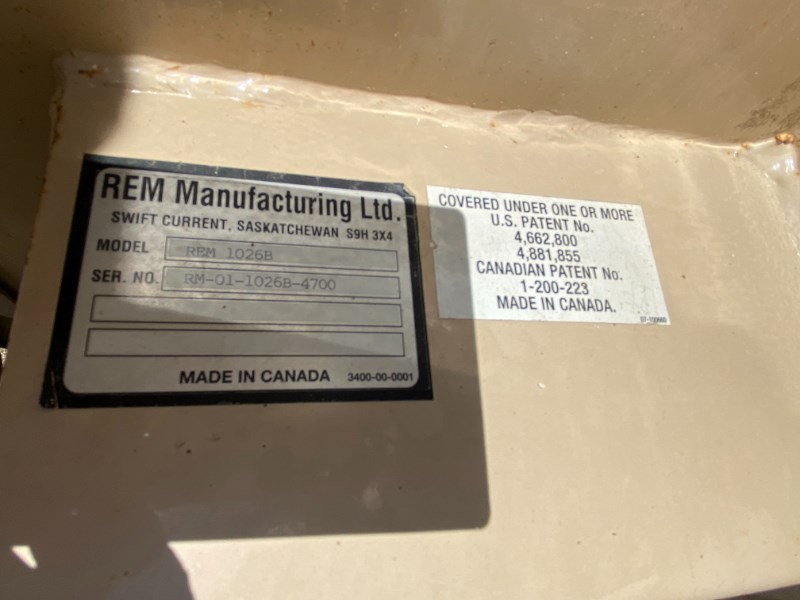 REM Manufacturing Ltd.
SWIFT CURRENT, SASKATCHEWAN S9H 3X4
MODEL REM 1026B
SER. NO. RM-01-1026B-4700
MADE IN CANADA 3400-00-0001
COVERED UNDER ONE OR MORE
U.S. PATENT No.
4,662,800
4,881,855
CANADIAN PATENT No.
1-200-223
MADE IN CANADA.